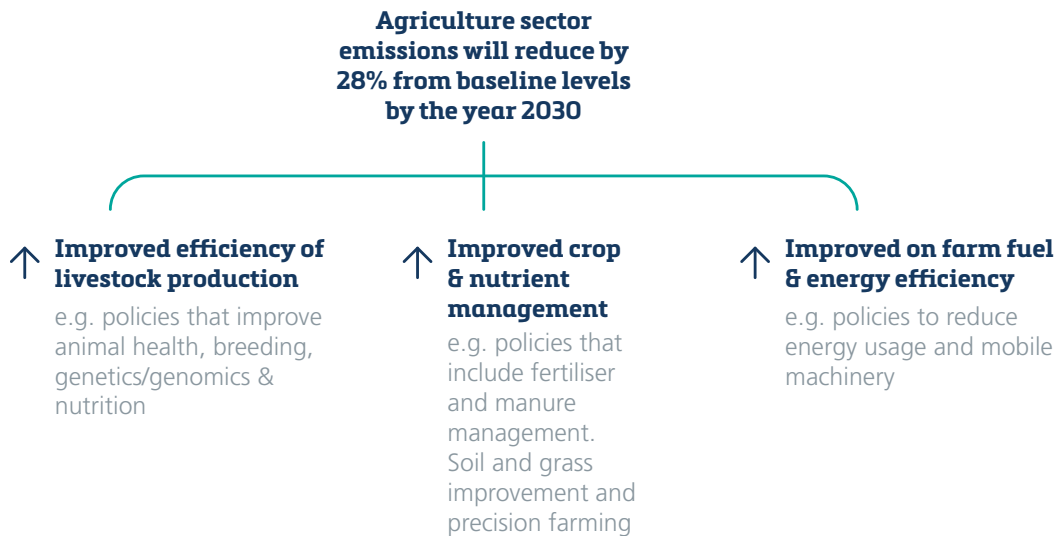 Agriculture sector
emissions will reduce by
28% from baseline levels
by the year 2030
Improved efficiency of
livestock production
e.g. policies that improve
animal health, breeding,
genetics/genomics &
nutrition
Improved crop
& nutrient
management
e.g. policies that
include fertiliser
and manure
management.
Soil and grass
improvement and
precision farming
Improved on farm fuel
& energy efficiency
e.g. policies to reduce
energy usage and mobile
machinery